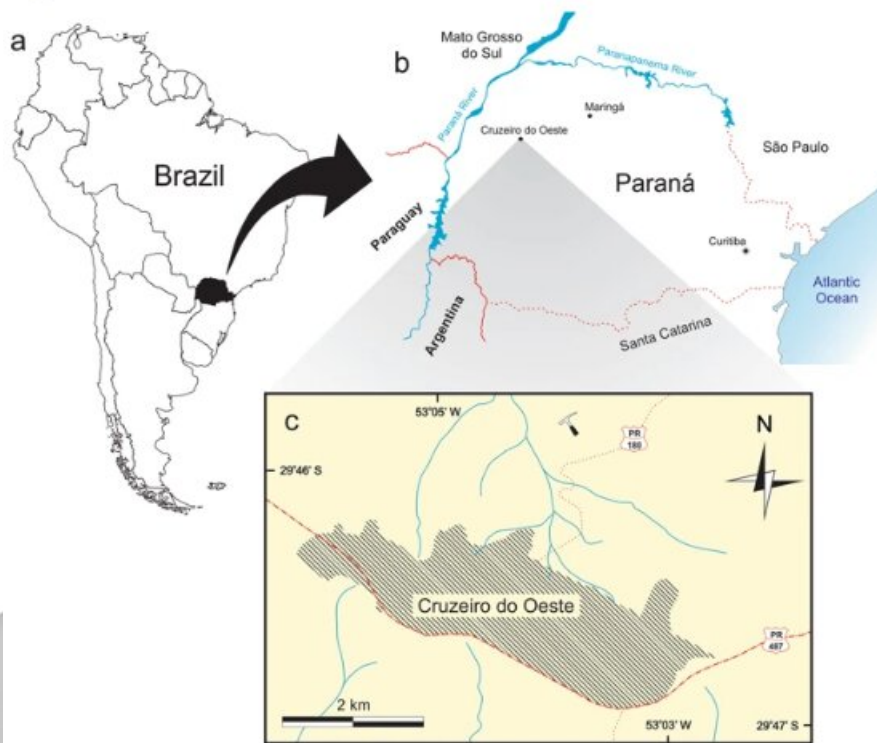 a
Brazil
b
Mato Grosso
do Sul
Paranapanema River
Paraná River
Maringá
Cruzeiro do Oeste
São Paulo
Paraná
Paraguay
Curitiba
Atlantic
Ocean
Argentina
Santa Catarina
c
53°05' W
N
PR
180
29°46' S
Cruzeiro do Oeste
PR
487
2 km
53°03' W
29°47' S